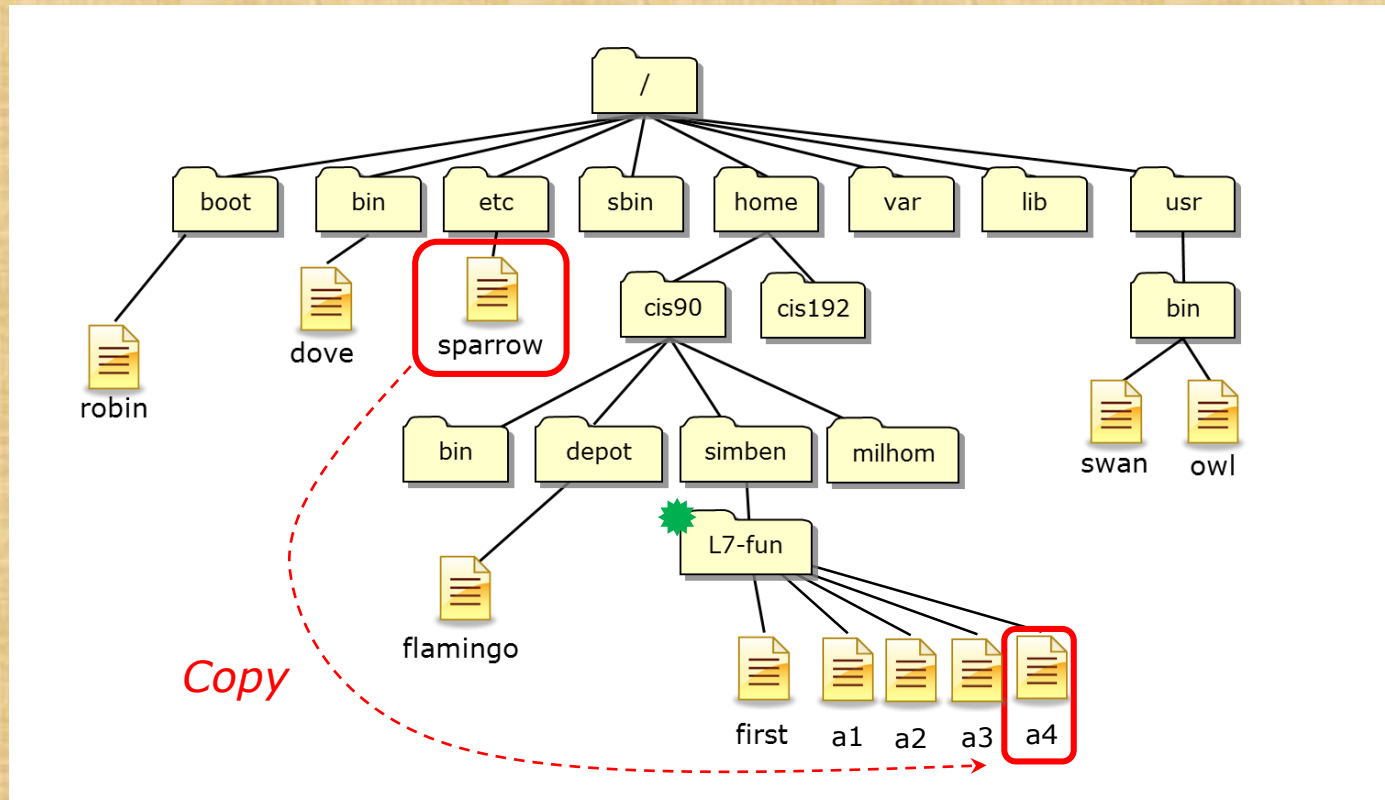 /
boot
bin
etc
sbin
home
var
lib
usr
robin
dove
sparrow
cis90
cis192
bin
swan
owl
bin
depot
simben
milhom
flamingo
L7-fun
Copy
first
a1
a2
a3
a4